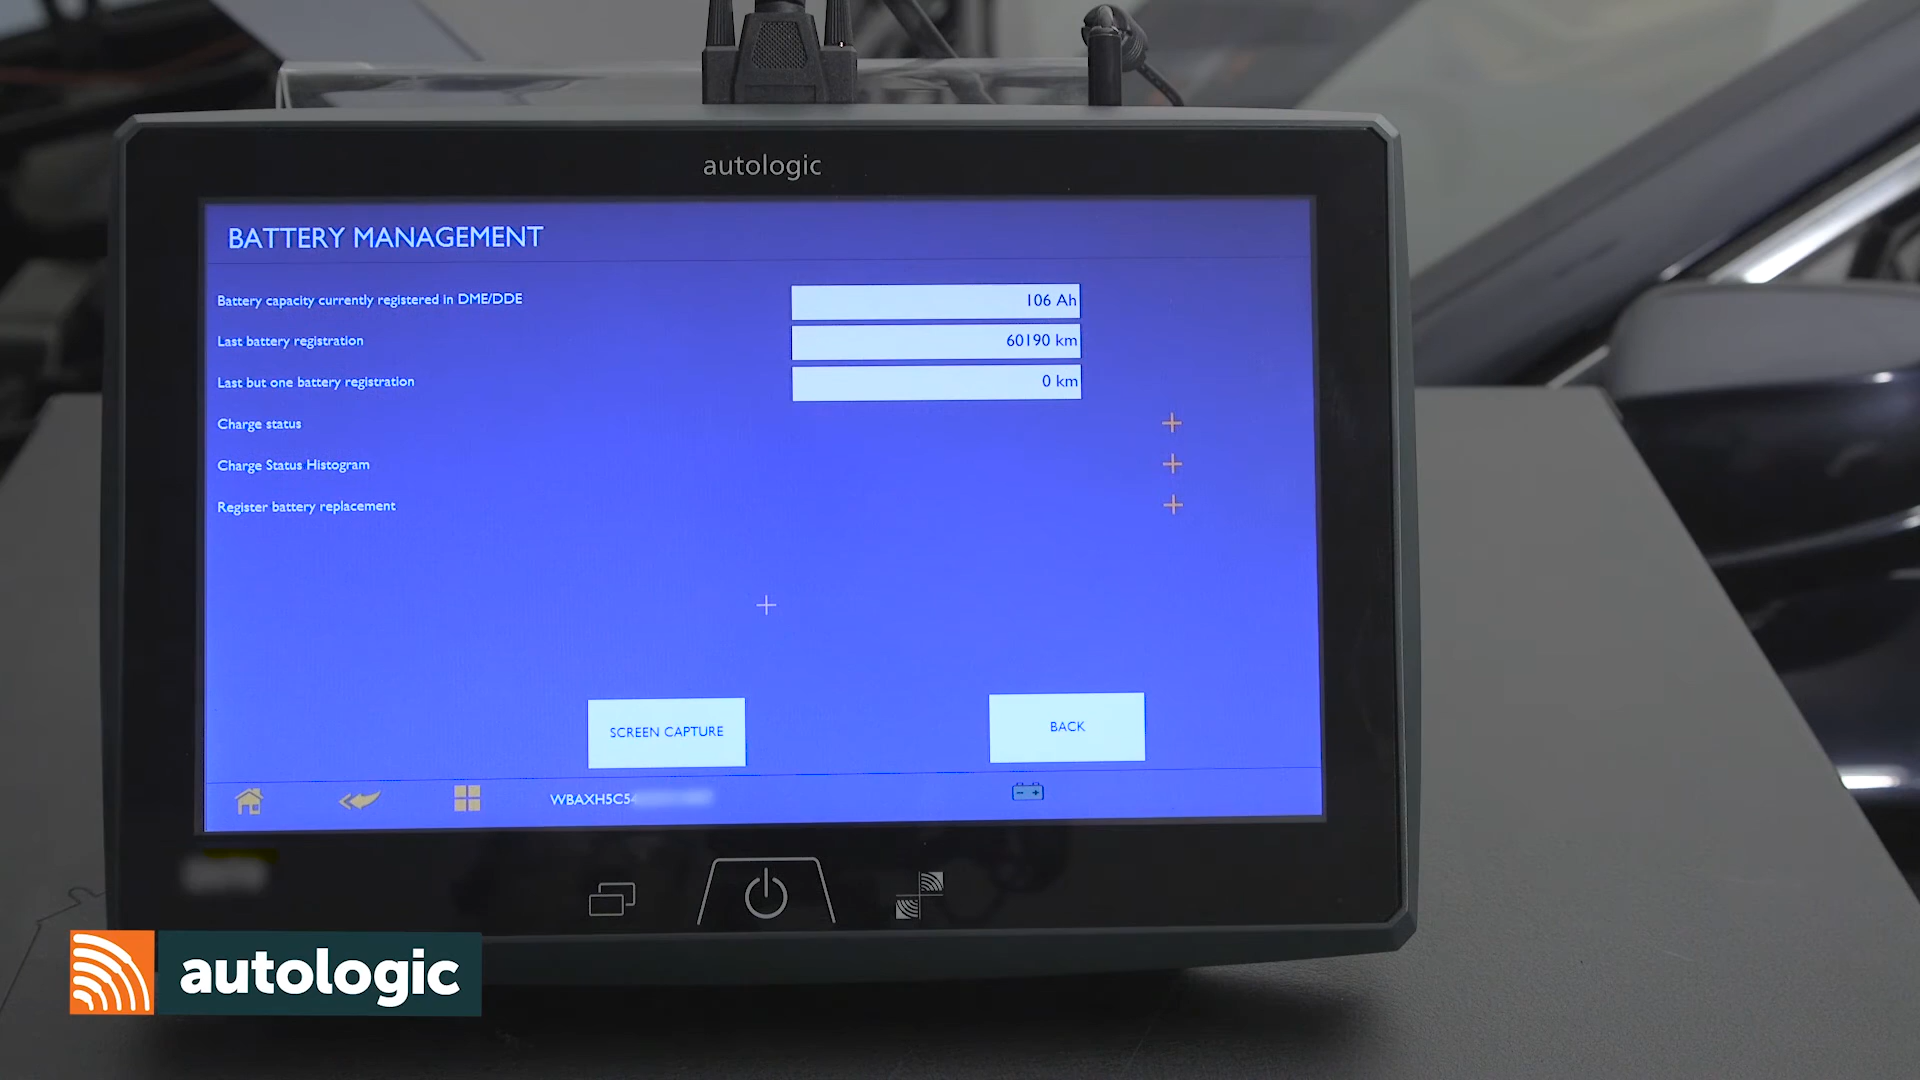 autologic
BATTERY MANAGEMENT
Battery capacity currently registered in DME/DDE 106 Ah
Last battery registration 60190 km
Last but one battery registration 0 km
Charge status
Charge Status Histogram
Register battery replacement
SCREEN CAPTURE BACK
WBAXH5C54
autologic